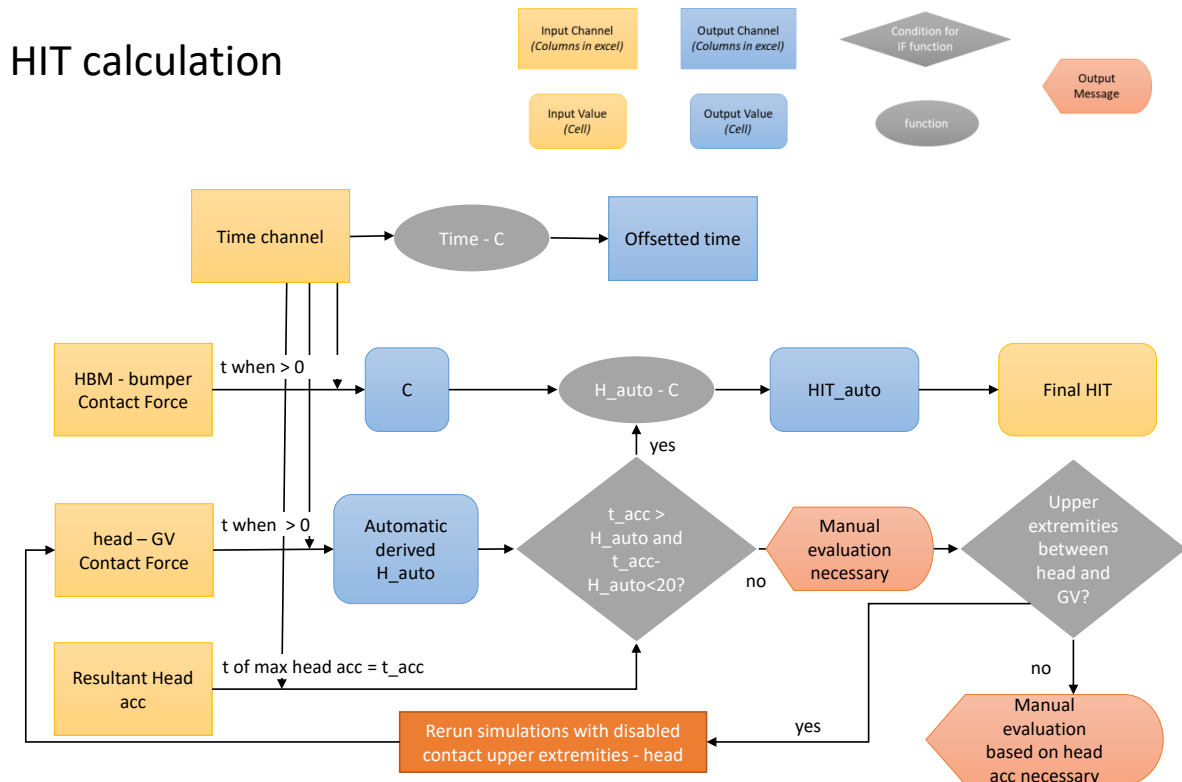 HIT calculation
Input Channel
(Columns in excel)
Output Channel
(Columns in excel)
Condition for
IF function
Output
Message
Input Value
(Cell)
Output Value
(Cell)
function
Time channel
Time - C
Offsetted time
HBM - bumper
Contact Force
t when > 0
C
H_auto - C
HIT_auto
Final HIT
yes
head – GV
Contact Force
t when > 0
Automatic
derived
H_auto
t_acc >
H_auto and
t_acc-
H_auto<20?
no
Manual
evaluation
necessary
Upper
extremities
between
head and
GV?
Resultant Head
acc
t of max head acc = t_acc
Rerun simulations with disabled
contact upper extremities - head
yes
no
Manual
evaluation
based on head
acc necessary